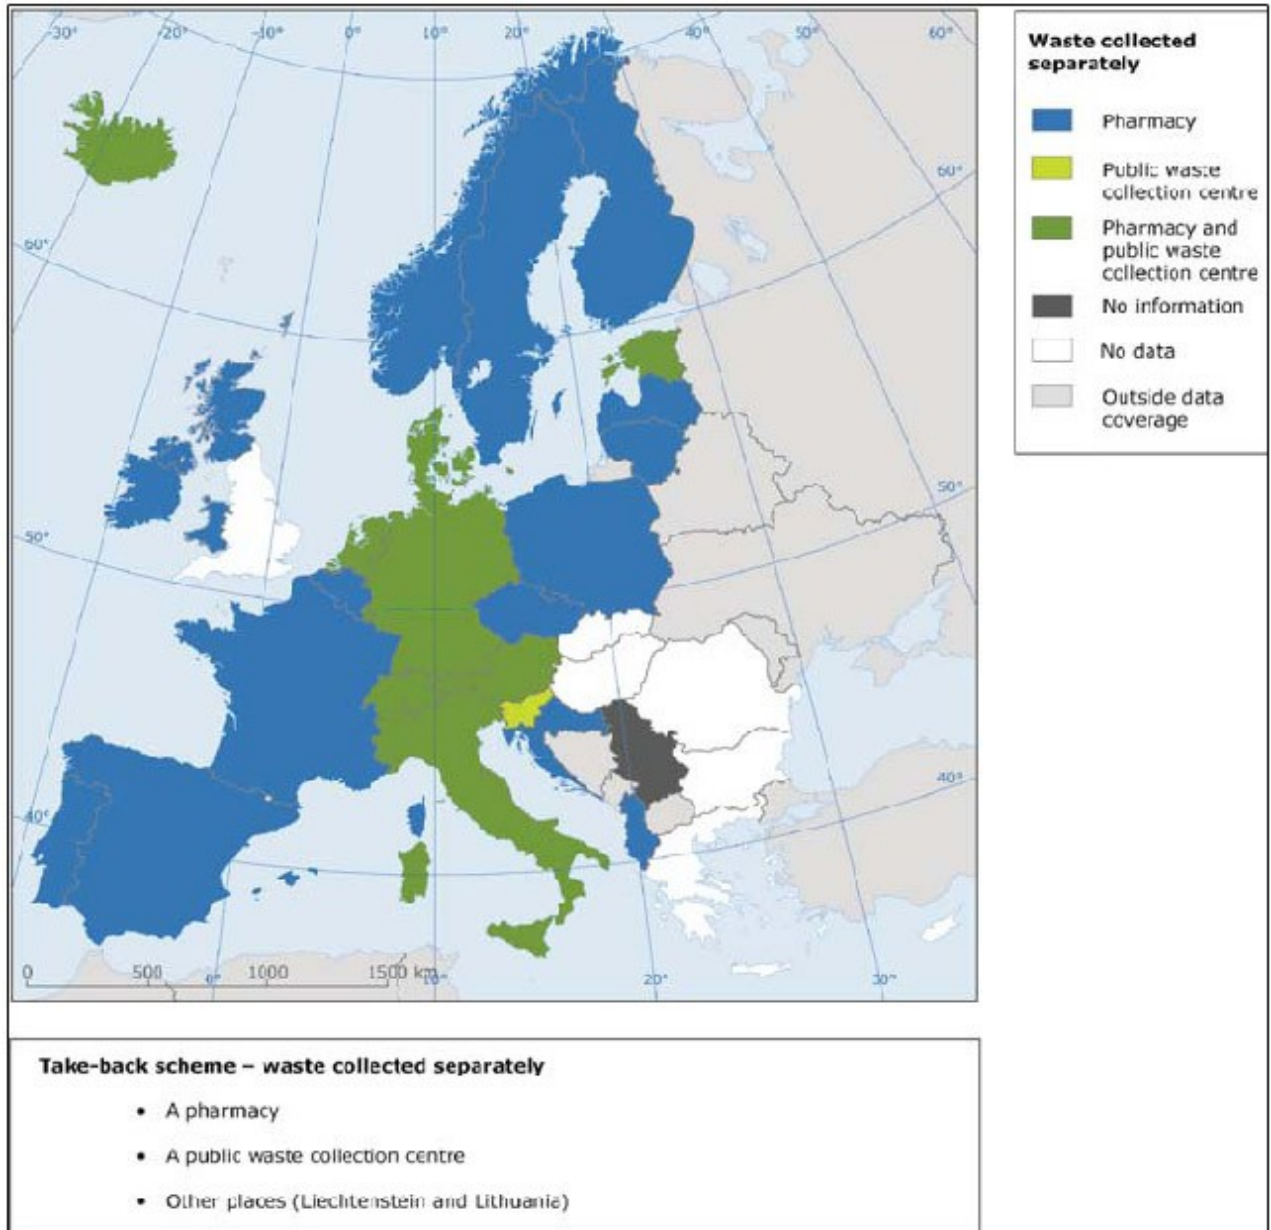 -30° -20° -10° 0° 10° 20° 30° 40° 50° 60°
60°
60°
50°
50°
40°
40°
0 500 1000 1500 km
0° 10° 20° 30°
Waste collected
separately
Pharmacy
Public waste
collection centre
Pharmacy and
public waste
collection centre
No information
No data
Outside data
coverage
Take-back scheme – waste collected separately
• A pharmacy
• A public waste collection centre
• Other places (Liechtenstein and Lithuania)